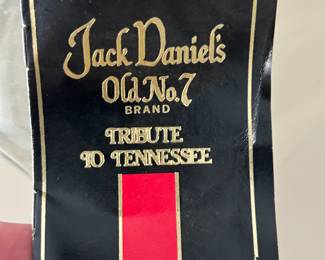 Jack Daniel's
Old No. 7
BRAND
TRIBUTE
TO TENNESSEE